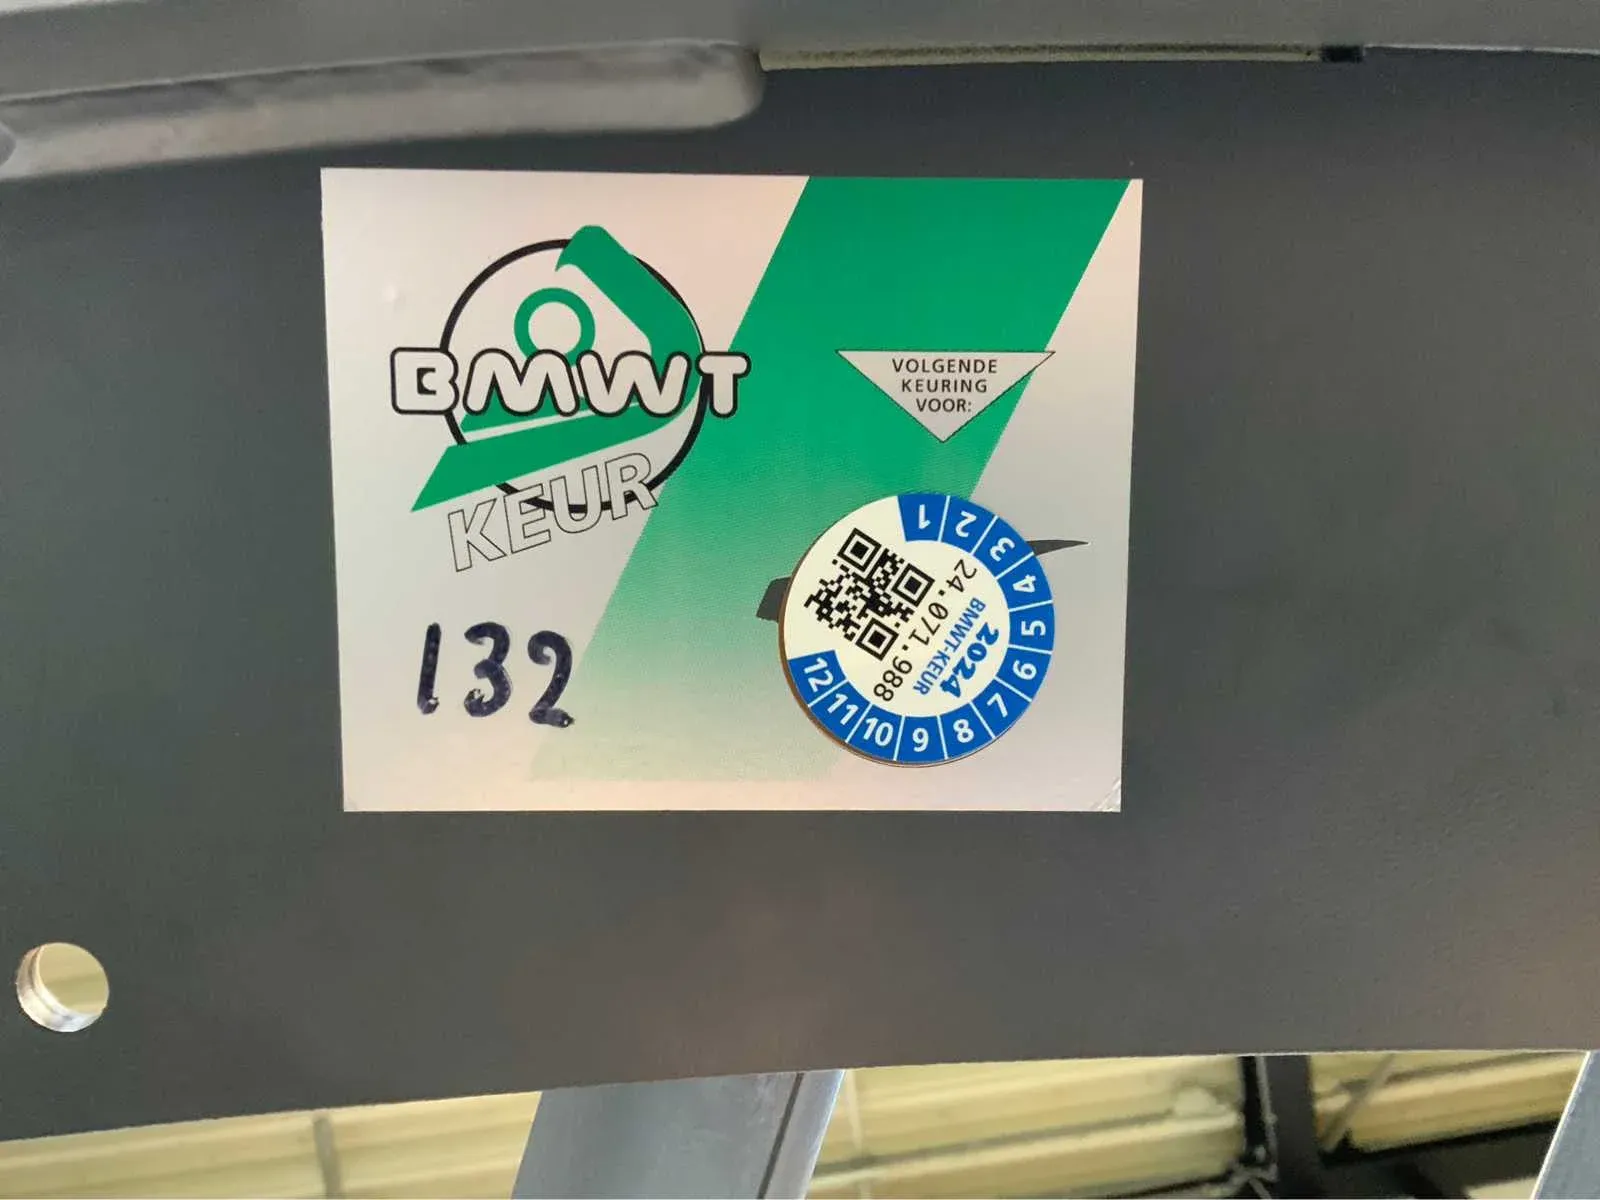 BMWT
KEUR
VOLGENDE
KEURING
VOOR:
132
1 2 3 4 5 6 7 8 9 10 11 12
2024
BMWT-KEUR
24.071.988